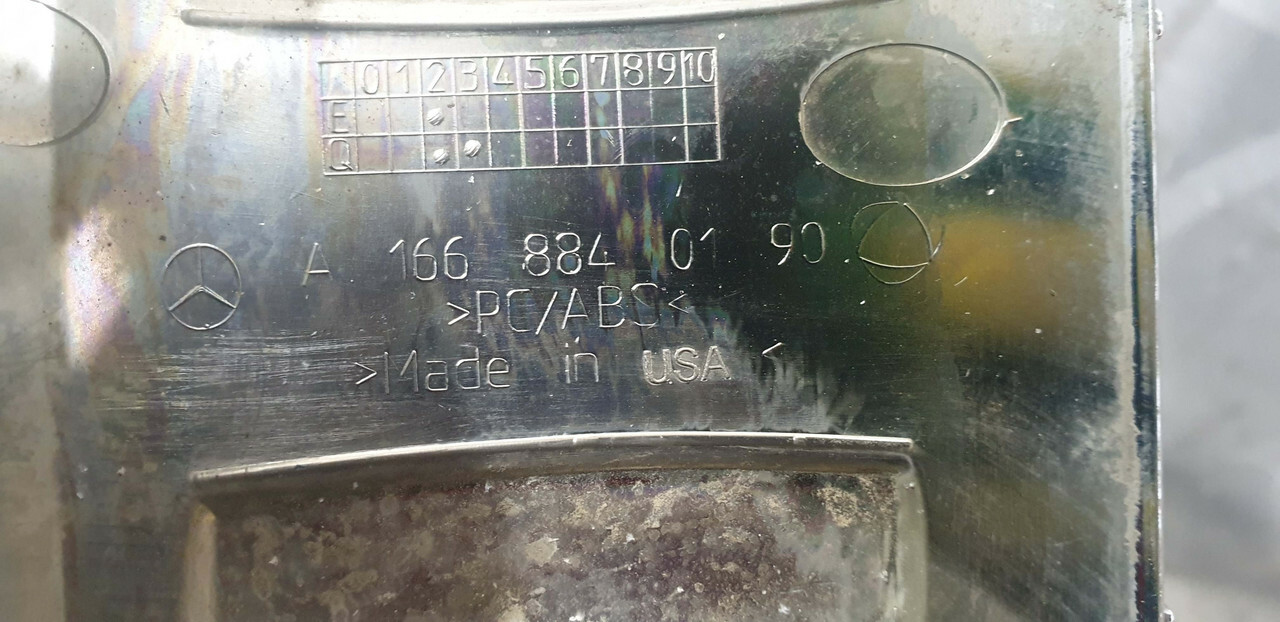 A 0 1 2 3 4 5 6 7 8 9 10
E
Q
A 166 884 01 90
>PC/ABS<
>Made in USA <